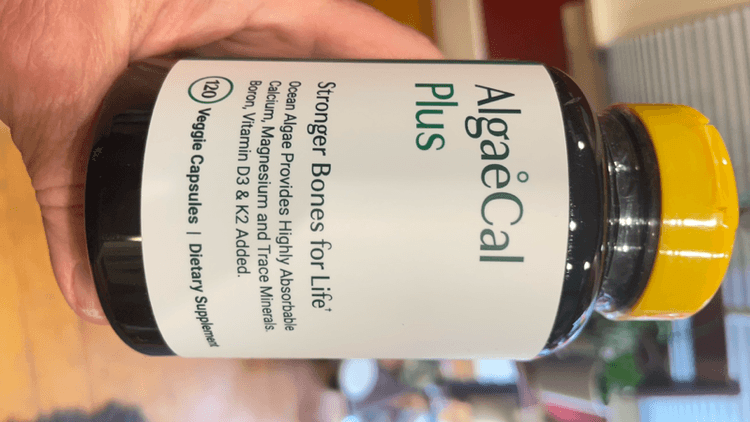 AlgaeCal
Plus
Stronger Bones for Life†
Ocean Algae Provides Highly Absorbable
Calcium, Magnesium and Trace Minerals.
Boron, Vitamin D3 & K2 Added.
120 Veggie Capsules | Dietary Supplement